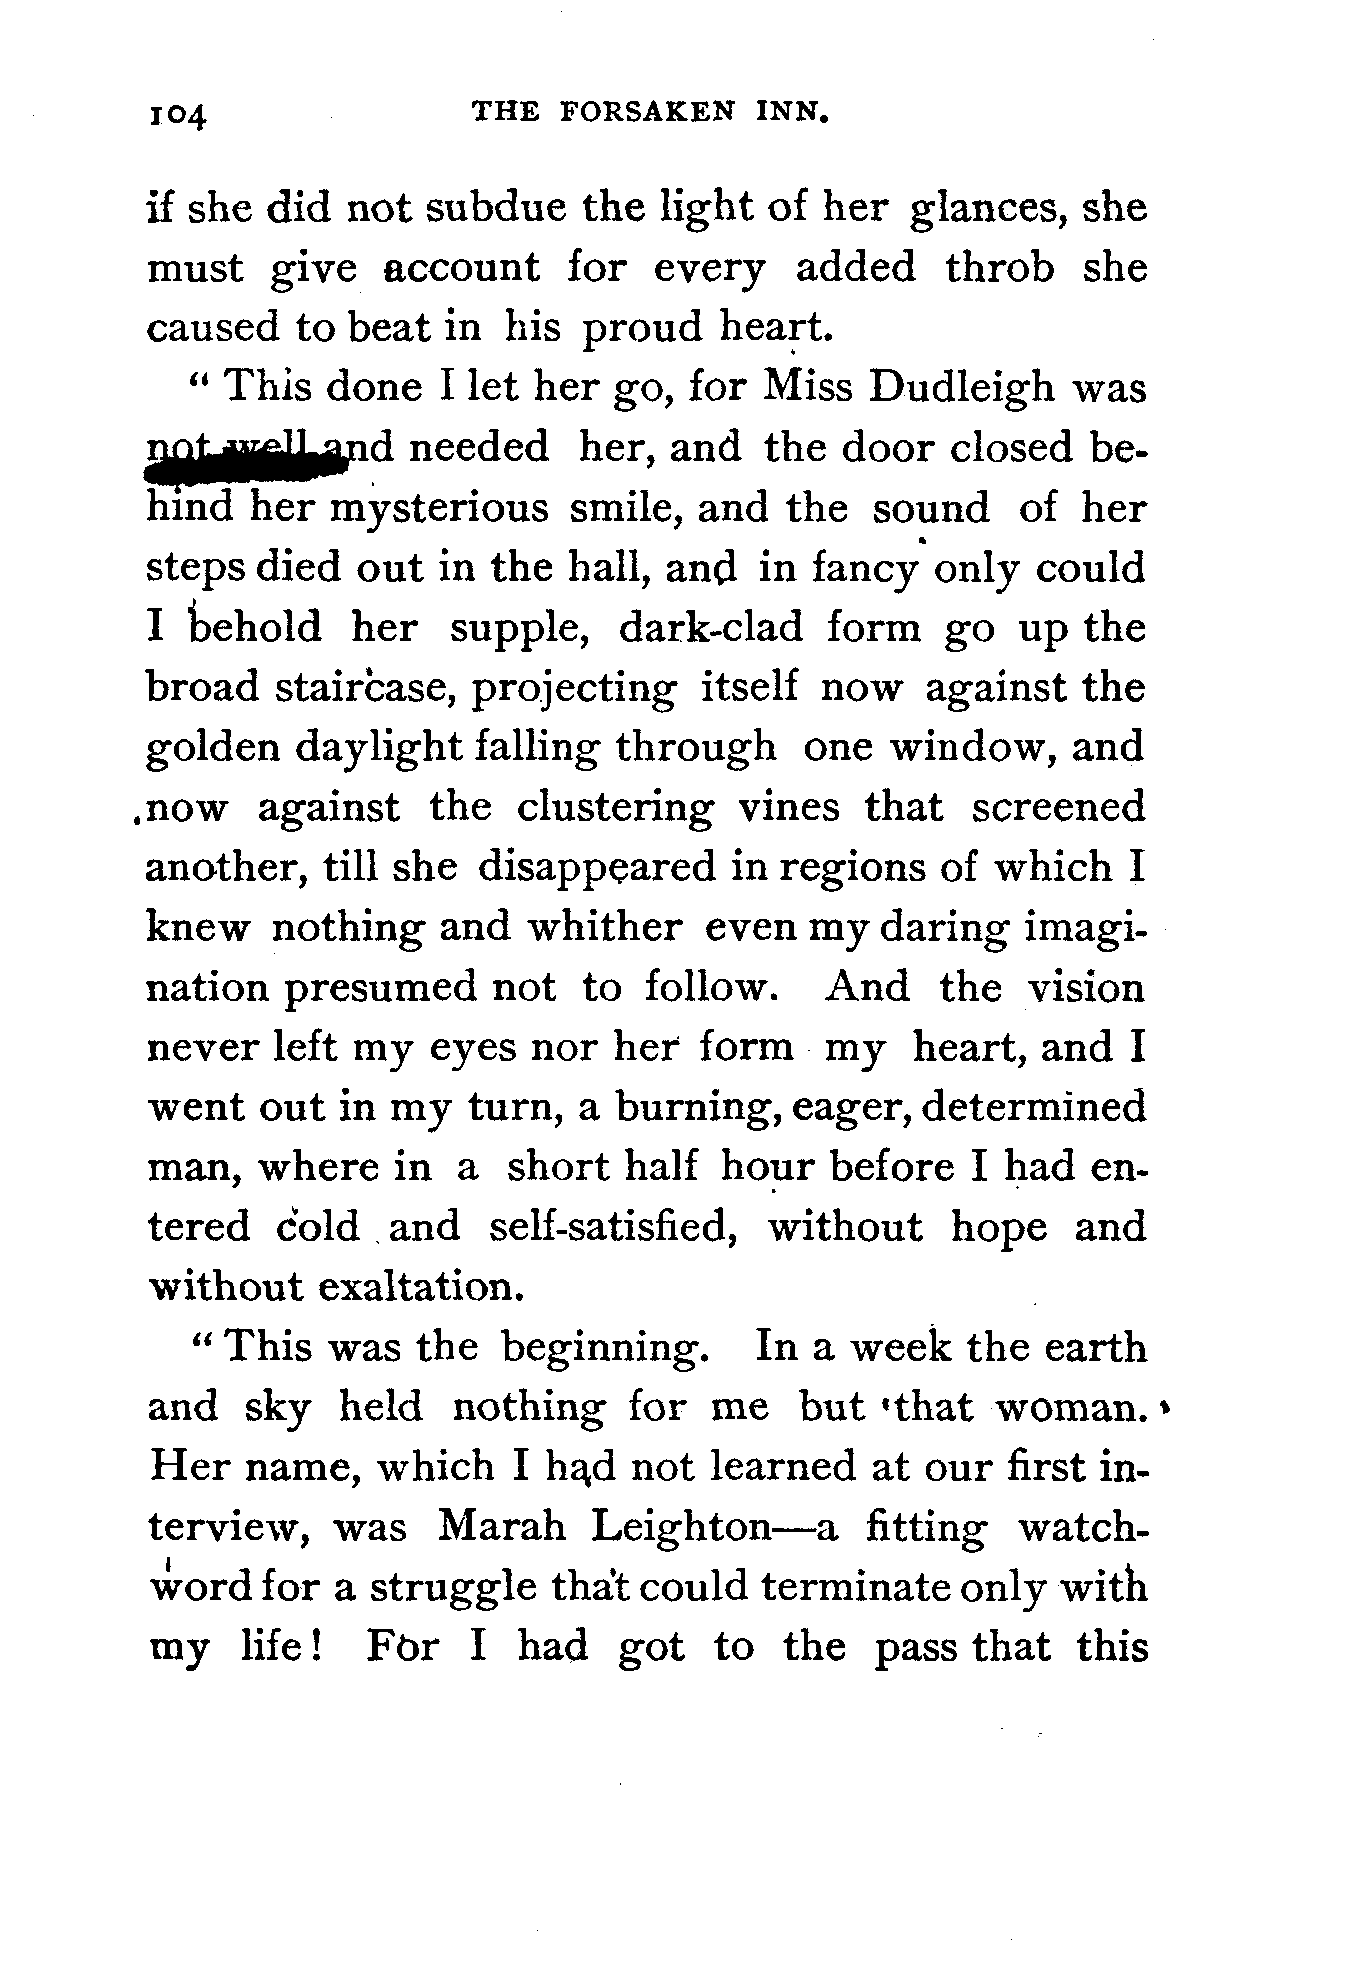 104 THE FORSAKEN INN.
if she did not subdue the light of her glances, she
must give account for every added throb she
caused to beat in his proud heart.
“ This done I let her go, for Miss Dudleigh was
not well and needed her, and the door closed be-
hind her mysterious smile, and the sound of her
steps died out in the hall, and in fancy only could
I behold her supple, dark-clad form go up the
broad staircase, projecting itself now against the
golden daylight falling through one window, and
now against the clustering vines that screened
another, till she disappeared in regions of which I
knew nothing and whither even my daring imagi-
nation presumed not to follow. And the vision
never left my eyes nor her form my heart, and I
went out in my turn, a burning, eager, determined
man, where in a short half hour before I had en-
tered cold and self-satisfied, without hope and
without exaltation.
“ This was the beginning. In a week the earth
and sky held nothing for me but that woman.
Her name, which I had not learned at our first in-
terview, was Marah Leighton—a fitting watch-
word for a struggle that could terminate only with
my life! For I had got to the pass that this